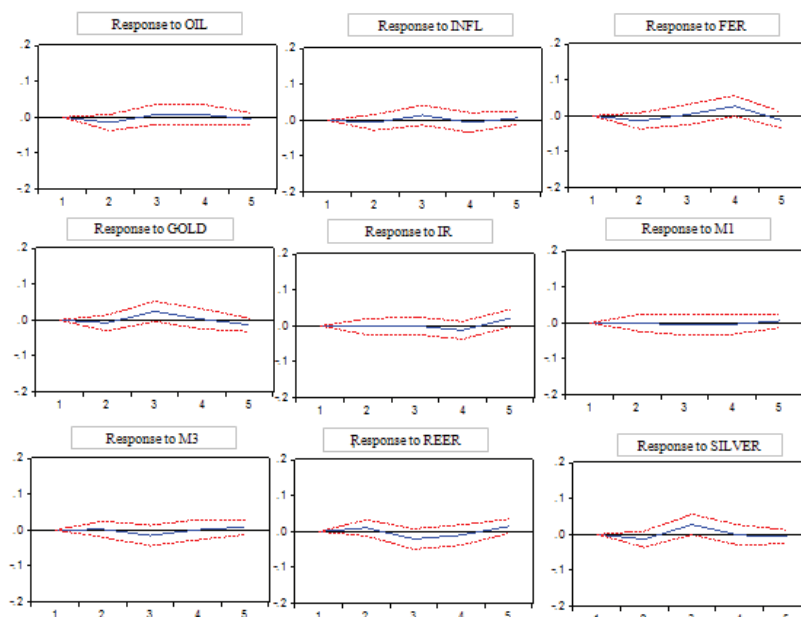 Response to OIL
.2
.1
.0
-.1
-.2
1 2 3 4 5
Response to INFL
.2
.1
.0
-.1
-.2
1 2 3 4 5
Response to FER
.2
.1
.0
-.1
-.2
1 2 3 4 5
Response to GOLD
.2
.1
.0
-.1
-.2
1 2 3 4 5
Response to IR
.2
.1
.0
-.1
-.2
1 2 3 4 5
Response to M1
.2
.1
.0
-.1
-.2
1 2 3 4 5
Response to M3
.2
.1
.0
-.1
-.2
1 2 3 4 5
Response to REER
.2
.1
.0
-.1
-.2
1 2 3 4 5
Response to SILVER
.2
.1
.0
-.1
-.2
1 2 3 4 5